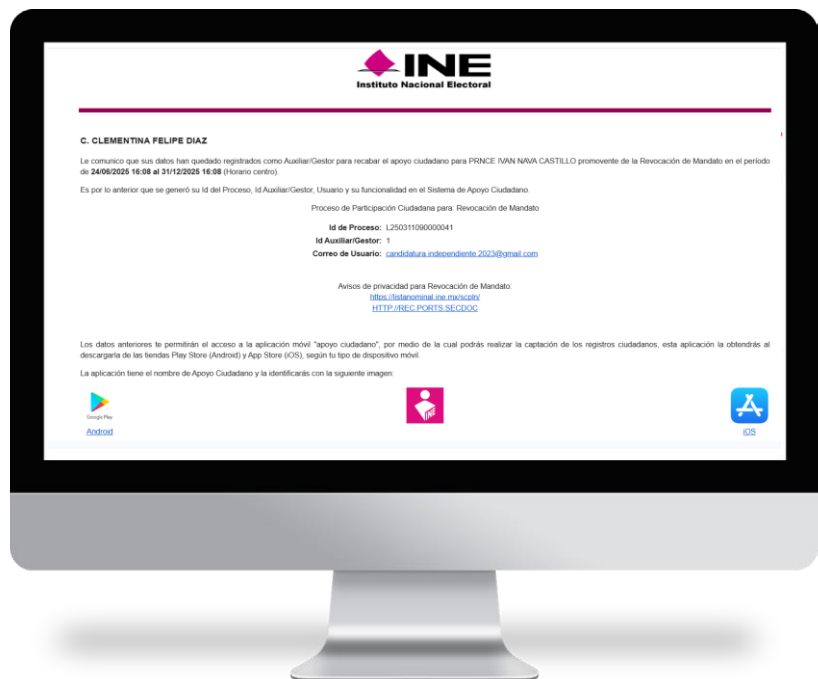 INE
Instituto Nacional Electoral
C. CLEMENTINA FELIPE DIAZ
Le comunico que sus datos han quedado registrados como Auxiliar/Gestor para recabar el apoyo ciudadano para PRNCE IVAN NAVA CASTILLO promovente de la Revocación de Mandato en el período
de 24/06/2025 16:08 al 31/12/2025 16:08 (Horario centro).
Es por lo anterior que se generó su Id del Proceso, Id Auxiliar/Gestor, Usuario y su funcionalidad en el Sistema de Apoyo Ciudadano.
Proceso de Participación Ciudadana para: Revocación de Mandato
Id de Proceso: L250311090000041
Id Auxiliar/Gestor: 1
Correo de Usuario: candidatura.independiente.2023@gmail.com
Avisos de privacidad para Revocación de Mandato:
https://listanominal.ine.mx/scpln/
HTTP://REC.PORTS.SECDOC
Los datos anteriores te permitirán el acceso a la aplicación móvil "apoyo ciudadano", por medio de la cual podrás realizar la captación de los registros ciudadanos, esta aplicación la obtendrás al
descargarla de las tiendas Play Store (Android) y App Store (iOS), según tu tipo de dispositivo móvil.
La aplicación tiene el nombre de Apoyo Ciudadano y la identificarás con la siguiente imagen:
Google Play
INE
Android
iOS